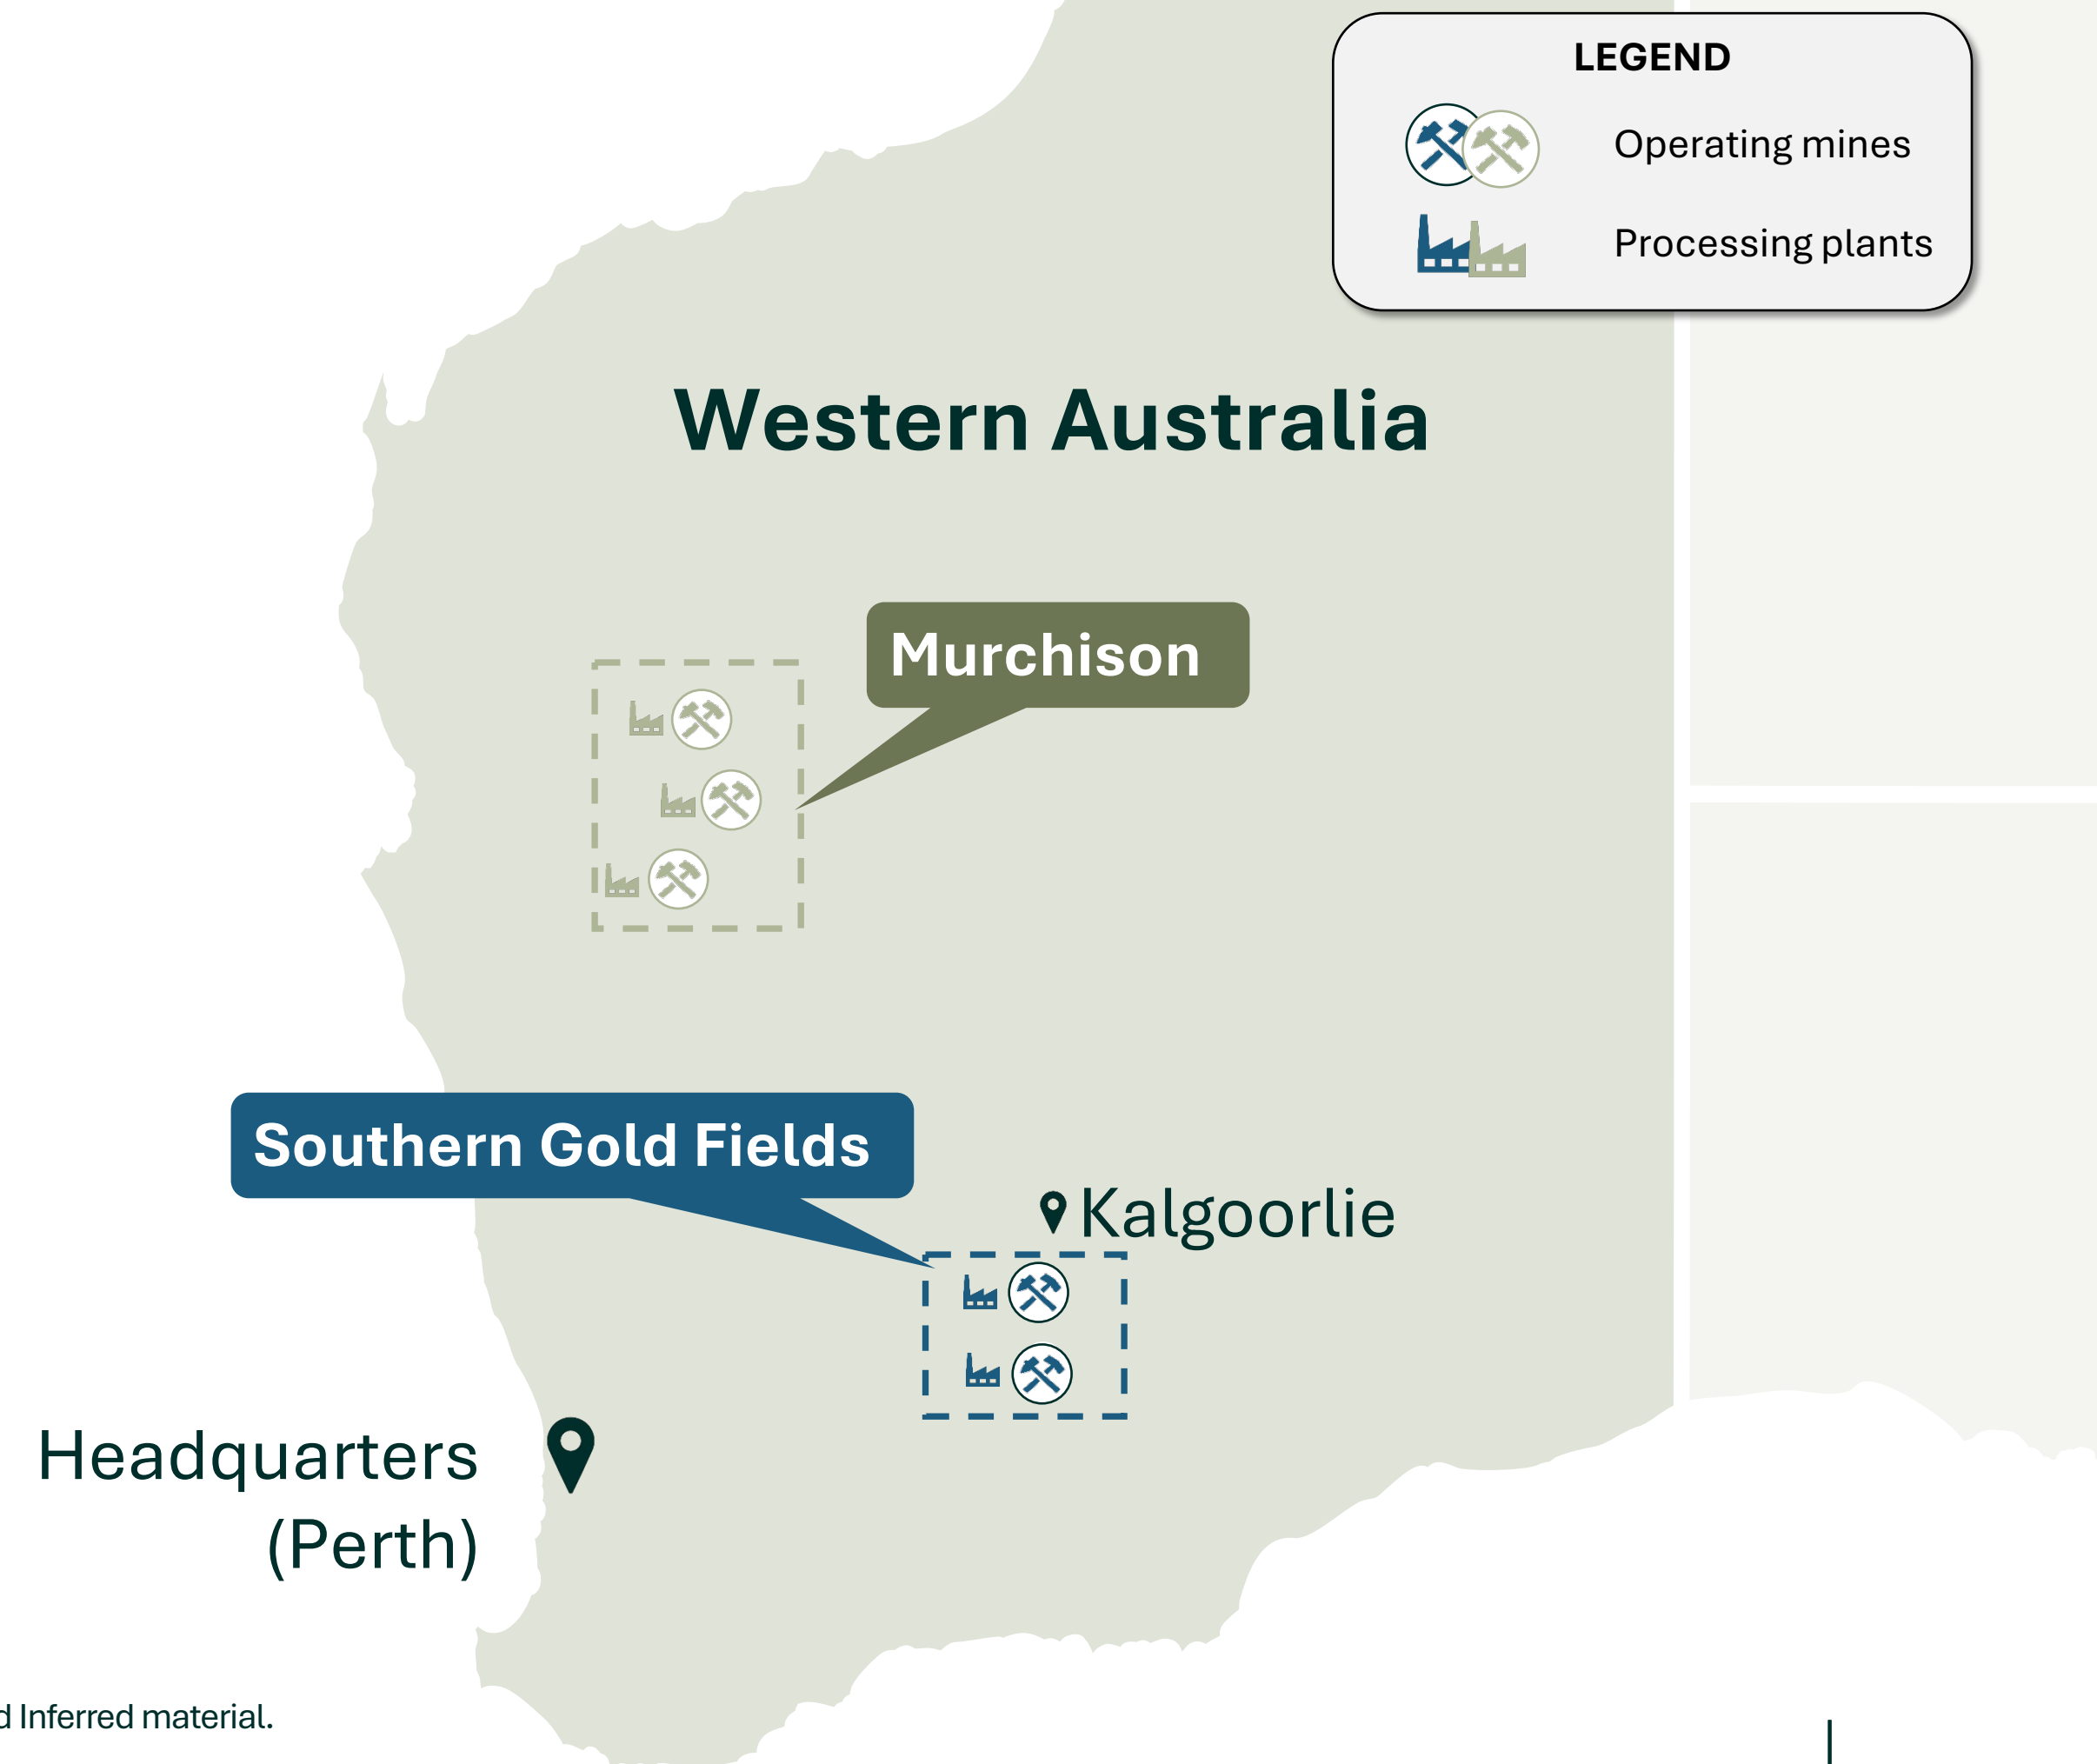 LEGEND
Operating mines
Processing plants
Western Australia
Murchison
Southern Gold Fields
Kalgoorlie
Headquarters
(Perth)
d Inferred material.